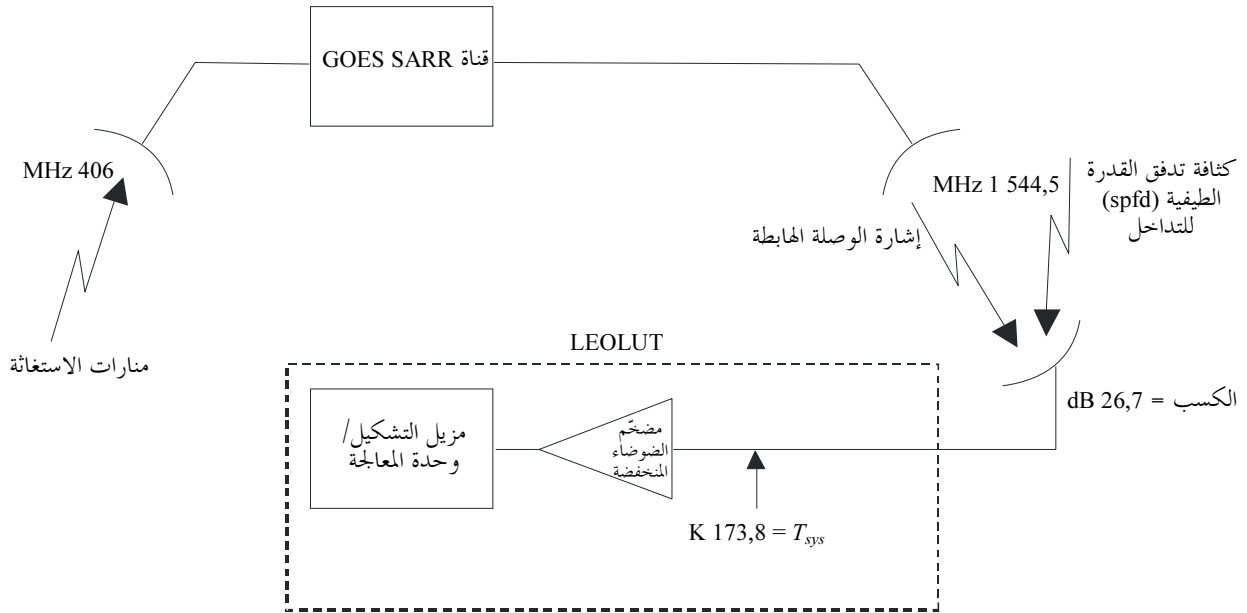 قناة GOES SARR
MHz 406
MHz 1 544,5
كثافة تدفق القدرة
الطيفية (spfd)
للتداخل
إشارة الوصلة الهابطة
منارات الاستغاثة
LEOLUT
الكسب = dB 26,7
مزيل التشكيل/
وحدة المعالجة
مضخّم
الضوضاء
المنخفضة
K 173,8 = Tsys